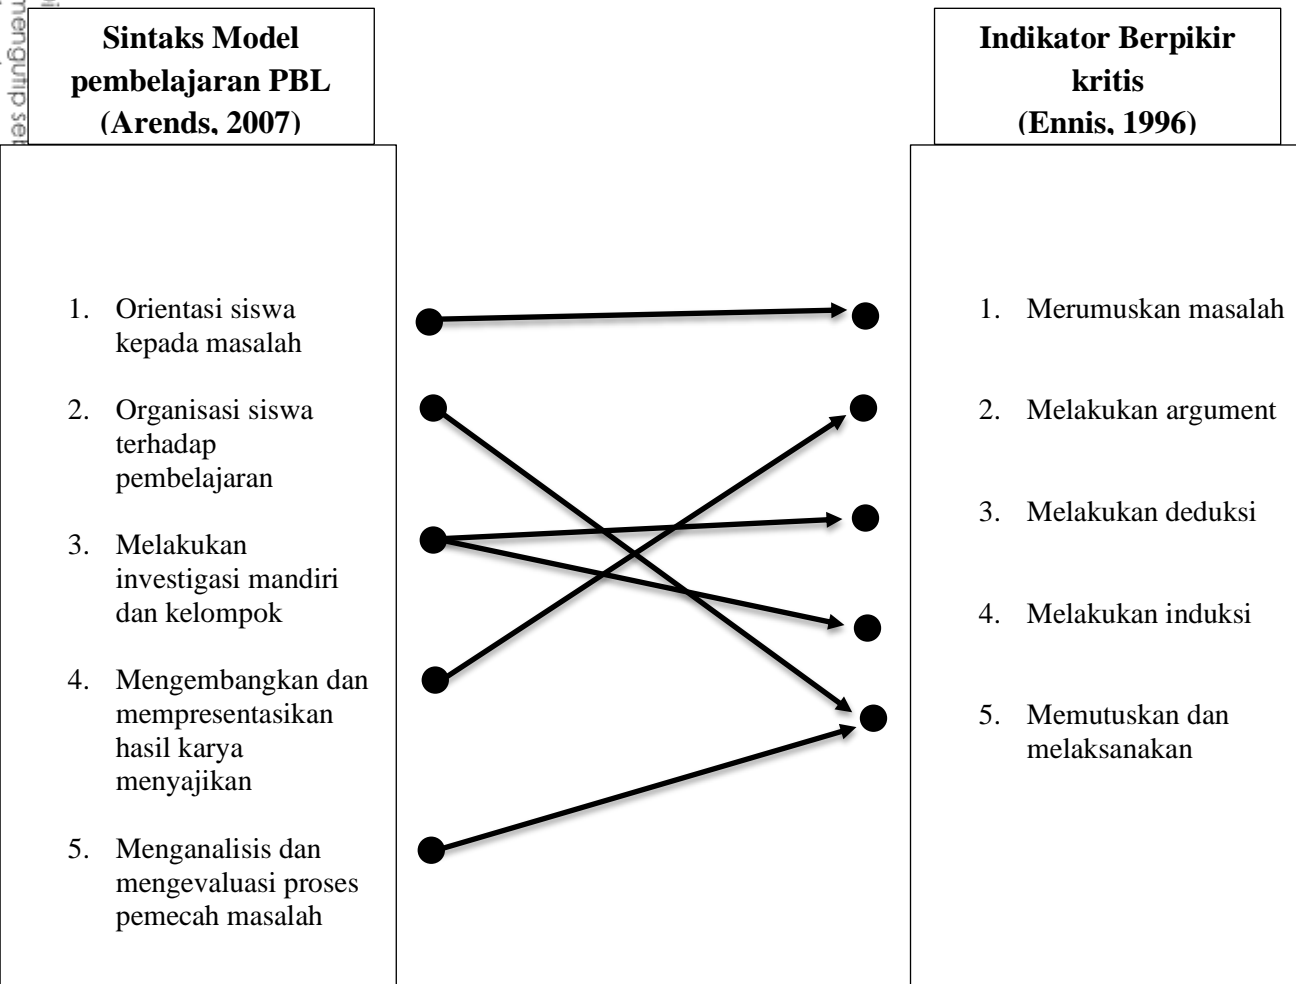 mengutip
Sintaks Model
pembelajaran PBL
(Arends, 2007)
1. Orientasi siswa
kepada masalah
2. Organisasi siswa
terhadap
pembelajaran
3. Melakukan
investigasi mandiri
dan kelompok
4. Mengembangkan dan
mempresentasikan
hasil karya
menyajikan
5. Menganalisis dan
mengevaluasi proses
pemecah masalah
Indikator Berpikir
kritis
(Ennis, 1996)
1. Merumuskan masalah
2. Melakukan argument
3. Melakukan deduksi
4. Melakukan induksi
5. Memutuskan dan
melaksanakan